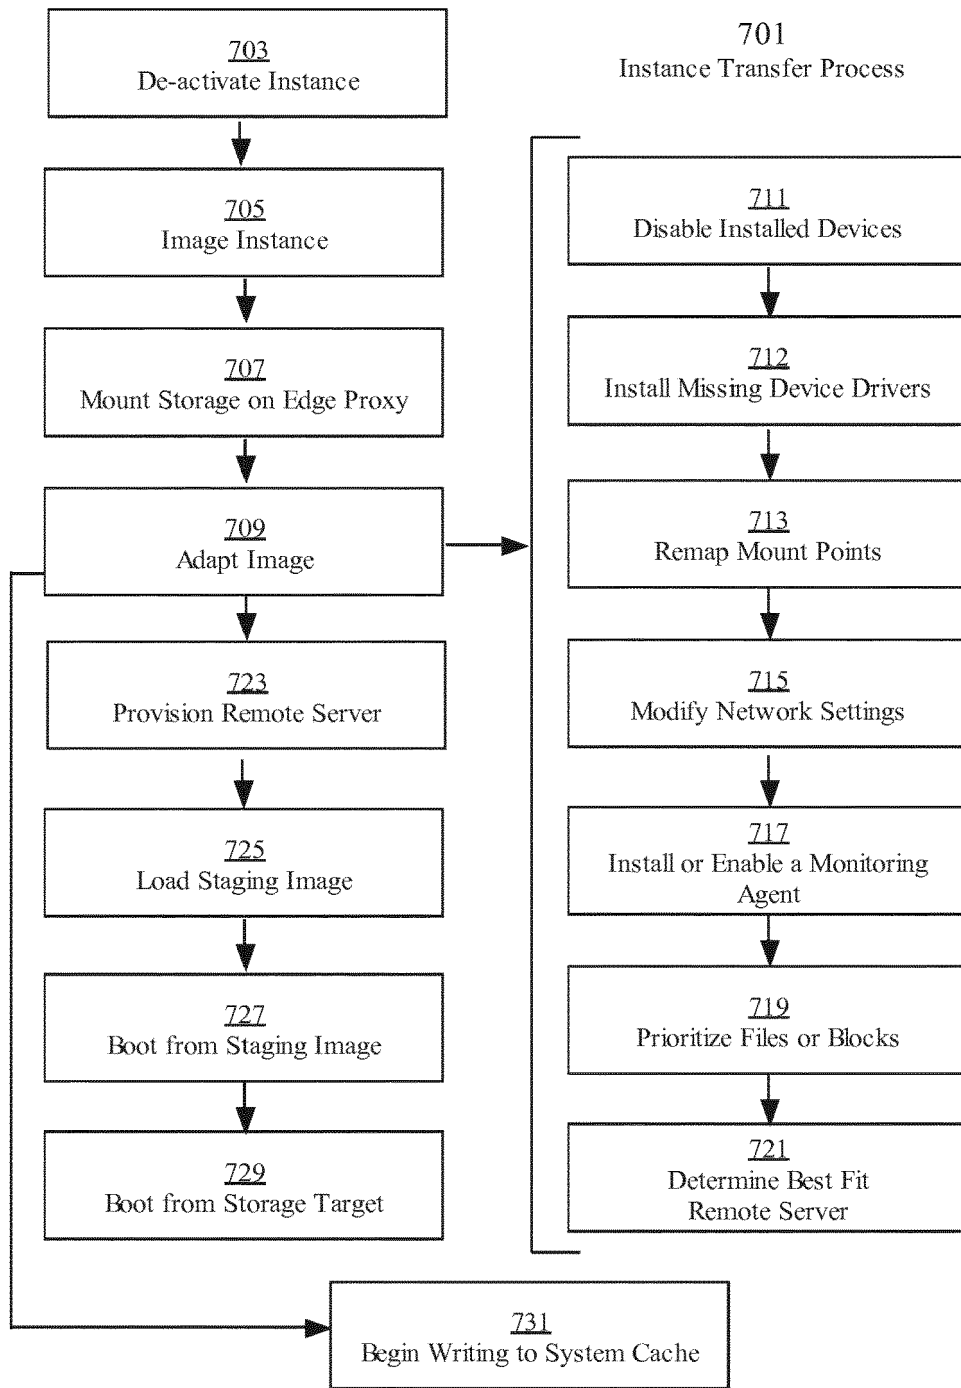 701
Instance Transfer Process
703
De-activate Instance
705
Image Instance
707
Mount Storage on Edge Proxy
709
Adapt Image
723
Provision Remote Server
725
Load Staging Image
727
Boot from Staging Image
729
Boot from Storage Target
711
Disable Installed Devices
712
Install Missing Device Drivers
713
Remap Mount Points
715
Modify Network Settings
717
Install or Enable a Monitoring
Agent
719
Prioritize Files or Blocks
721
Determine Best Fit
Remote Server
731
Begin Writing to System Cache